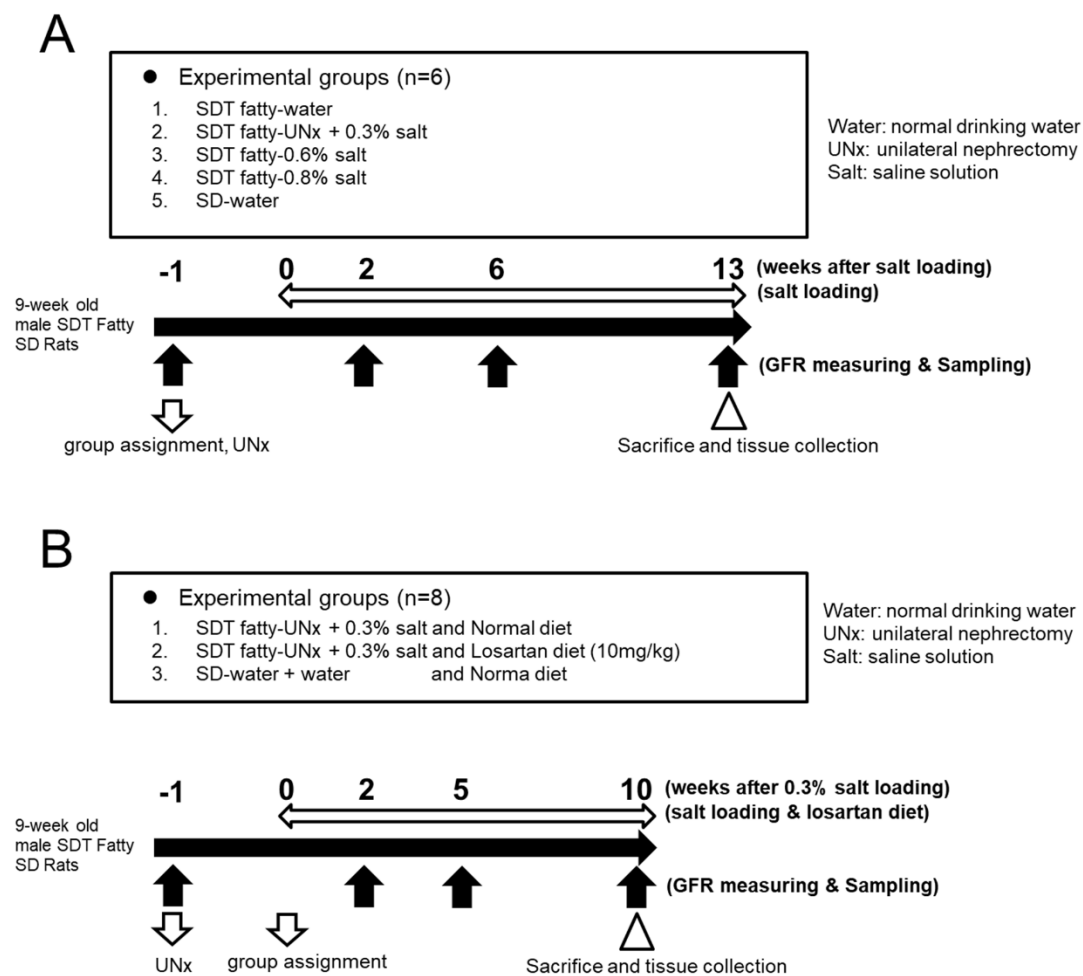 A
● Experimental groups (n=6)
1. SDT fatty-water
2. SDT fatty-UNx + 0.3% salt
3. SDT fatty-0.6% salt
4. SDT fatty-0.8% salt
5. SD-water
Water: normal drinking water
UNx: unilateral nephrectomy
Salt: saline solution
-1 0 2 6 13 (weeks after salt loading)
(salt loading)
9-week old
male SDT Fatty
SD Rats
(GFR measuring & Sampling)
group assignment, UNx
Sacrifice and tissue collection
B
● Experimental groups (n=8)
1. SDT fatty-UNx + 0.3% salt and Normal diet
2. SDT fatty-UNx + 0.3% salt and Losartan diet (10mg/kg)
3. SD-water + water and Norma diet
Water: normal drinking water
UNx: unilateral nephrectomy
Salt: saline solution
-1 0 2 5 10 (weeks after 0.3% salt loading)
(salt loading & losartan diet)
9-week old
male SDT Fatty
SD Rats
(GFR measuring & Sampling)
UNx
group assignment
Sacrifice and tissue collection